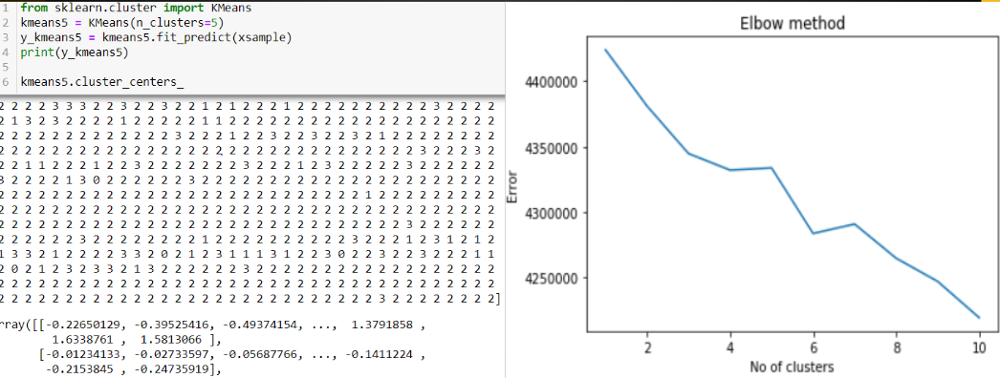 1 from sklearn.cluster import KMeans
2 kmeans5 = KMeans(n_clusters=5)
3 y_kmeans5 = kmeans5.fit_predict(xsample)
4 print(y_kmeans5)
5
6 kmeans5.cluster_centers_
2 2 2 2 3 3 3 2 2 3 2 3 2 2 1 2 1 2 2 2 1 2 2 2 2 2 2 2 2 2 2 3 2 2 2 2
2 1 3 2 3 2 2 2 2 1 2 2 2 2 2 1 1 2 2 2 2 2 2 2 2 2 2 2 2 2 2 2 2 2 2 2
2 2 2 2 2 2 2 2 2 2 2 2 2 3 2 2 2 1 2 2 3 2 2 3 2 2 3 2 1 2 2 2 2 2 2 2
2 2 2 2 2 2 2 2 2 2 2 2 2 2 2 2 2 2 2 2 2 2 2 2 2 2 2 2 2 2 3 2 2 2 3 2
2 2 1 1 2 2 2 1 2 2 3 2 2 2 2 2 2 2 3 2 2 2 1 2 3 2 2 2 2 2 3 2 2 2 2 2
3 2 2 2 2 1 3 0 2 2 2 2 2 2 3 2 2 2 2 2 2 2 2 2 2 2 2 2 2 2 2 2 2 2 2 2
2 2 2 2 2 2 2 2 2 2 2 2 2 2 2 2 2 2 2 2 2 2 2 2 2 2 2 1 2 2 2 2 2 2 2 2
2 2 2 2 2 2 2 2 2 2 2 2 2 2 2 2 2 2 2 2 2 2 2 2 2 2 2 2 2 2 2 2 2 2 2 2
2 2 2 2 2 2 2 2 2 2 2 2 2 2 2 2 2 2 2 2 2 2 2 2 2 2 2 2 2 2 3 2 2 2 2 2
2 2 2 2 2 2 3 2 2 2 2 2 2 2 2 1 2 2 2 2 2 2 2 2 2 2 3 2 2 2 1 2 3 1 2 1 2
1 3 3 2 1 2 2 2 2 3 3 2 0 2 1 2 3 1 1 1 3 1 2 2 3 0 2 2 3 2 2 3 2 2 2 1 1
2 0 2 1 2 3 2 3 3 2 1 3 2 2 2 2 2 2 3 2 2 2 2 2 2 2 2 2 2 2 2 2 2 2 2 2
2 2 2 2 2 2 2 2 2 2 2 2 2 2 2 2 2 2 2 2 2 2 2 2 2 2 2 2 2 2 2 2 2 2 2 2
2 2 2 2 2 2 2 2 2 2 2 2 2 2 2 2 2 2 2 2 2 2 2 2 2 2 2 2 3 2 2 2 2 2 2 2 2]
rray([[-0.22650129, -0.39525416, -0.49374154, ..., 1.3791858 ,
1.6338761 , 1.5813066 ],
[-0.01234133, -0.02733597, -0.05687766, ..., -0.1411224 ,
-0.2153845 , -0.24735919],
Elbow method
4400000
4350000
4300000
4250000
Error
2 4 6 8 10
No of clusters